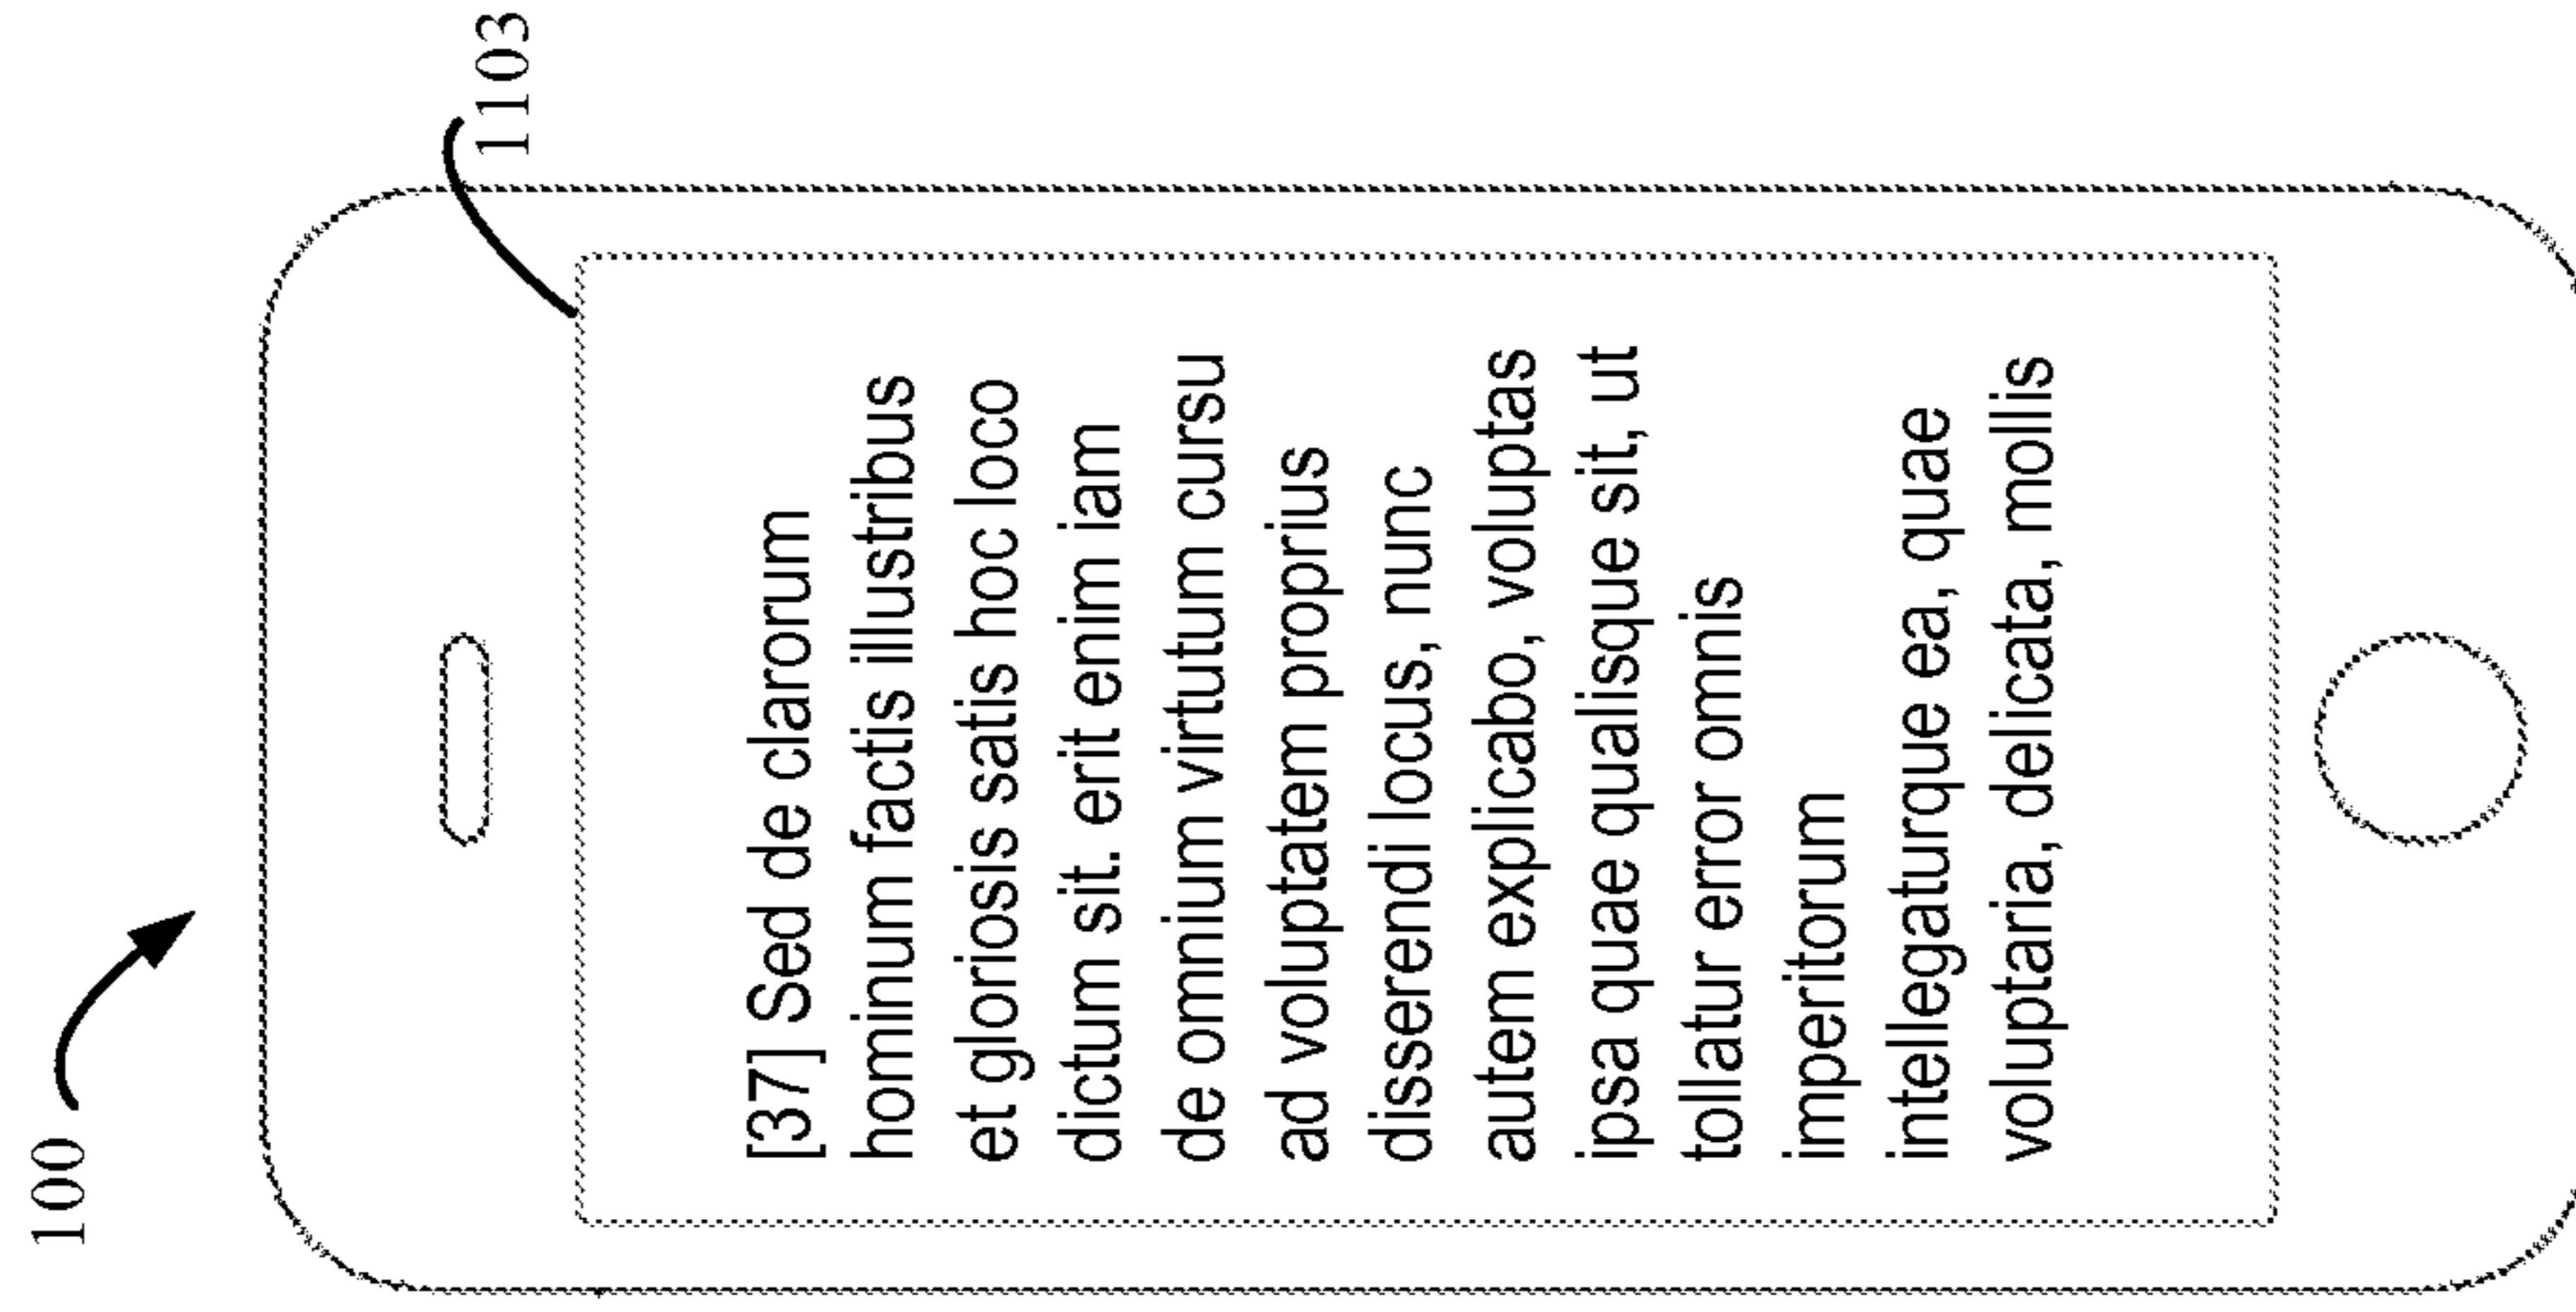 100
1103
[37] Sed de clarorum
hominum factis illustribus
et gloriosis satis hoc loco
dictum sit. erit enim iam
de omnium virtutum cursu
ad voluptatem proprius
disserendi locus, nunc
autem explicabo, voluptas
ipsa quae qualisque sit, ut
tollatur error omnis
imperitorum
intellegaturque ea, quae
voluptaria, delicata, mollis